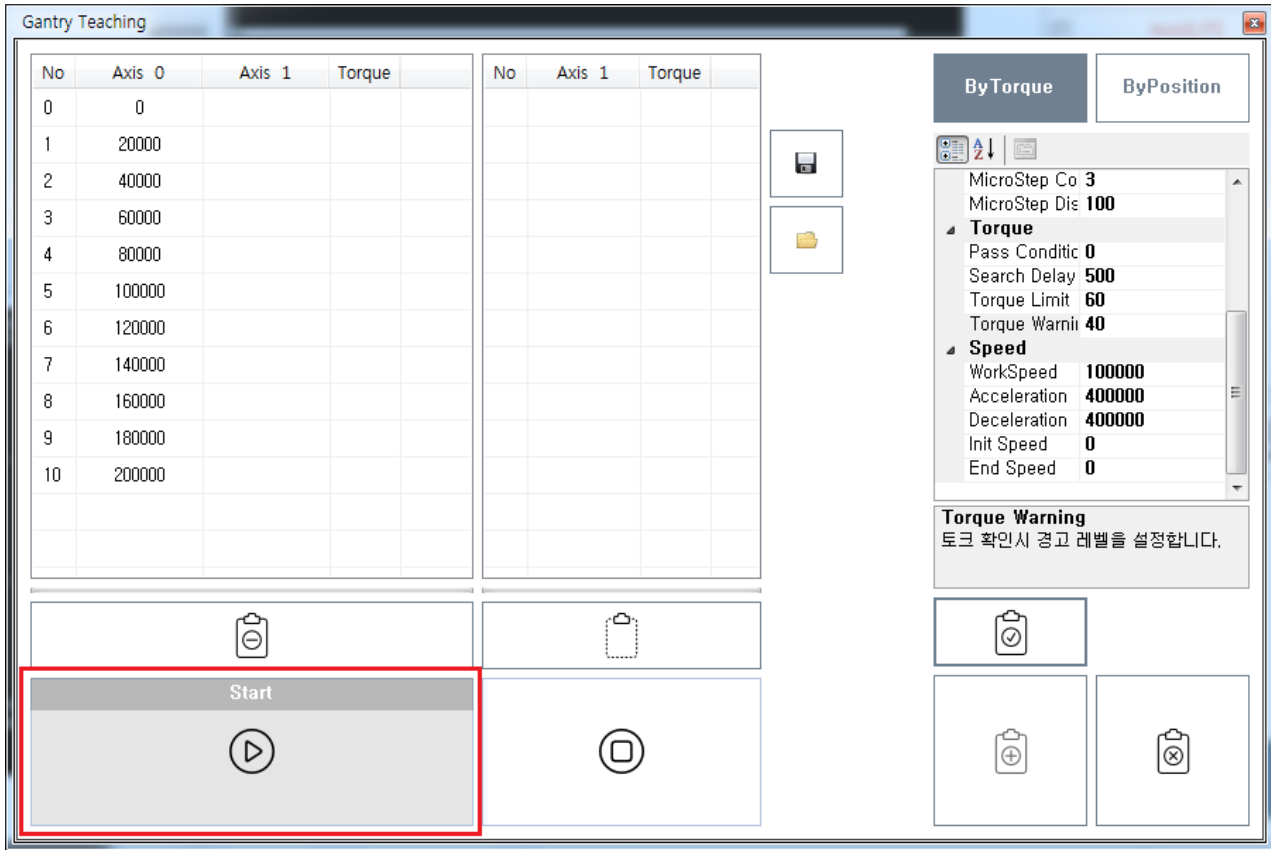 Gantry Teaching
No Axis 0 Axis 1 Torque
0 0
1 20000
2 40000
3 60000
4 80000
5 100000
6 120000
7 140000
8 160000
9 180000
10 200000
No Axis 1 Torque
ByTorque ByPosition
MicroStep Co 3
MicroStep Dis 100
Torque
Pass Conditic 0
Search Delay 500
Torque Limit 60
Torque Warnii 40
Speed
WorkSpeed 100000
Acceleration 400000
Deceleration 400000
Init Speed 0
End Speed 0
Torque Warning
토크 확인시 경고 레벨을 설정합니다.
Start